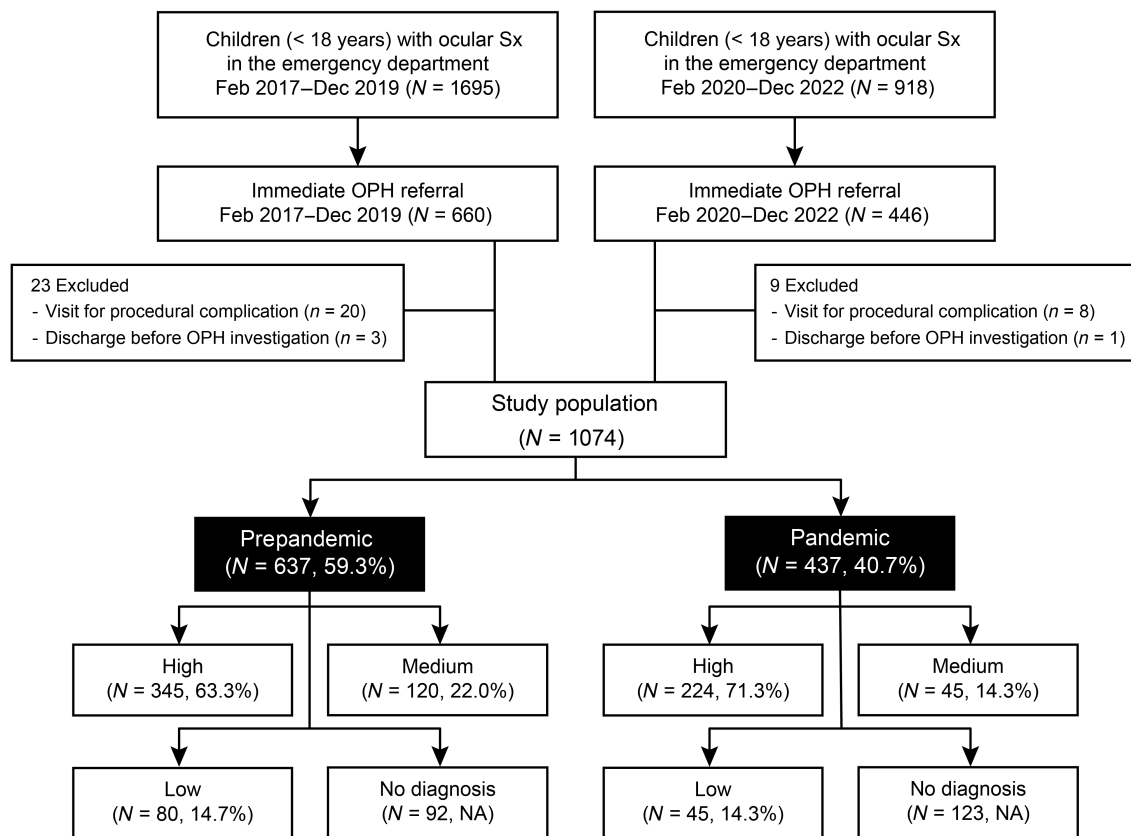 Children (< 18 years) with ocular Sx
in the emergency department
Feb 2017–Dec 2019 (N = 1695)
Children (< 18 years) with ocular Sx
in the emergency department
Feb 2020–Dec 2022 (N = 918)
Immediate OPH referral
Feb 2017–Dec 2019 (N = 660)
Immediate OPH referral
Feb 2020–Dec 2022 (N = 446)
23 Excluded
- Visit for procedural complication (n = 20)
- Discharge before OPH investigation (n = 3)
9 Excluded
- Visit for procedural complication (n = 8)
- Discharge before OPH investigation (n = 1)
Study population
(N = 1074)
Prepandemic
(N = 637, 59.3%)
Pandemic
(N = 437, 40.7%)
High
(N = 345, 63.3%)
Medium
(N = 120, 22.0%)
High
(N = 224, 71.3%)
Medium
(N = 45, 14.3%)
Low
(N = 80, 14.7%)
No diagnosis
(N = 92, NA)
Low
(N = 45, 14.3%)
No diagnosis
(N = 123, NA)